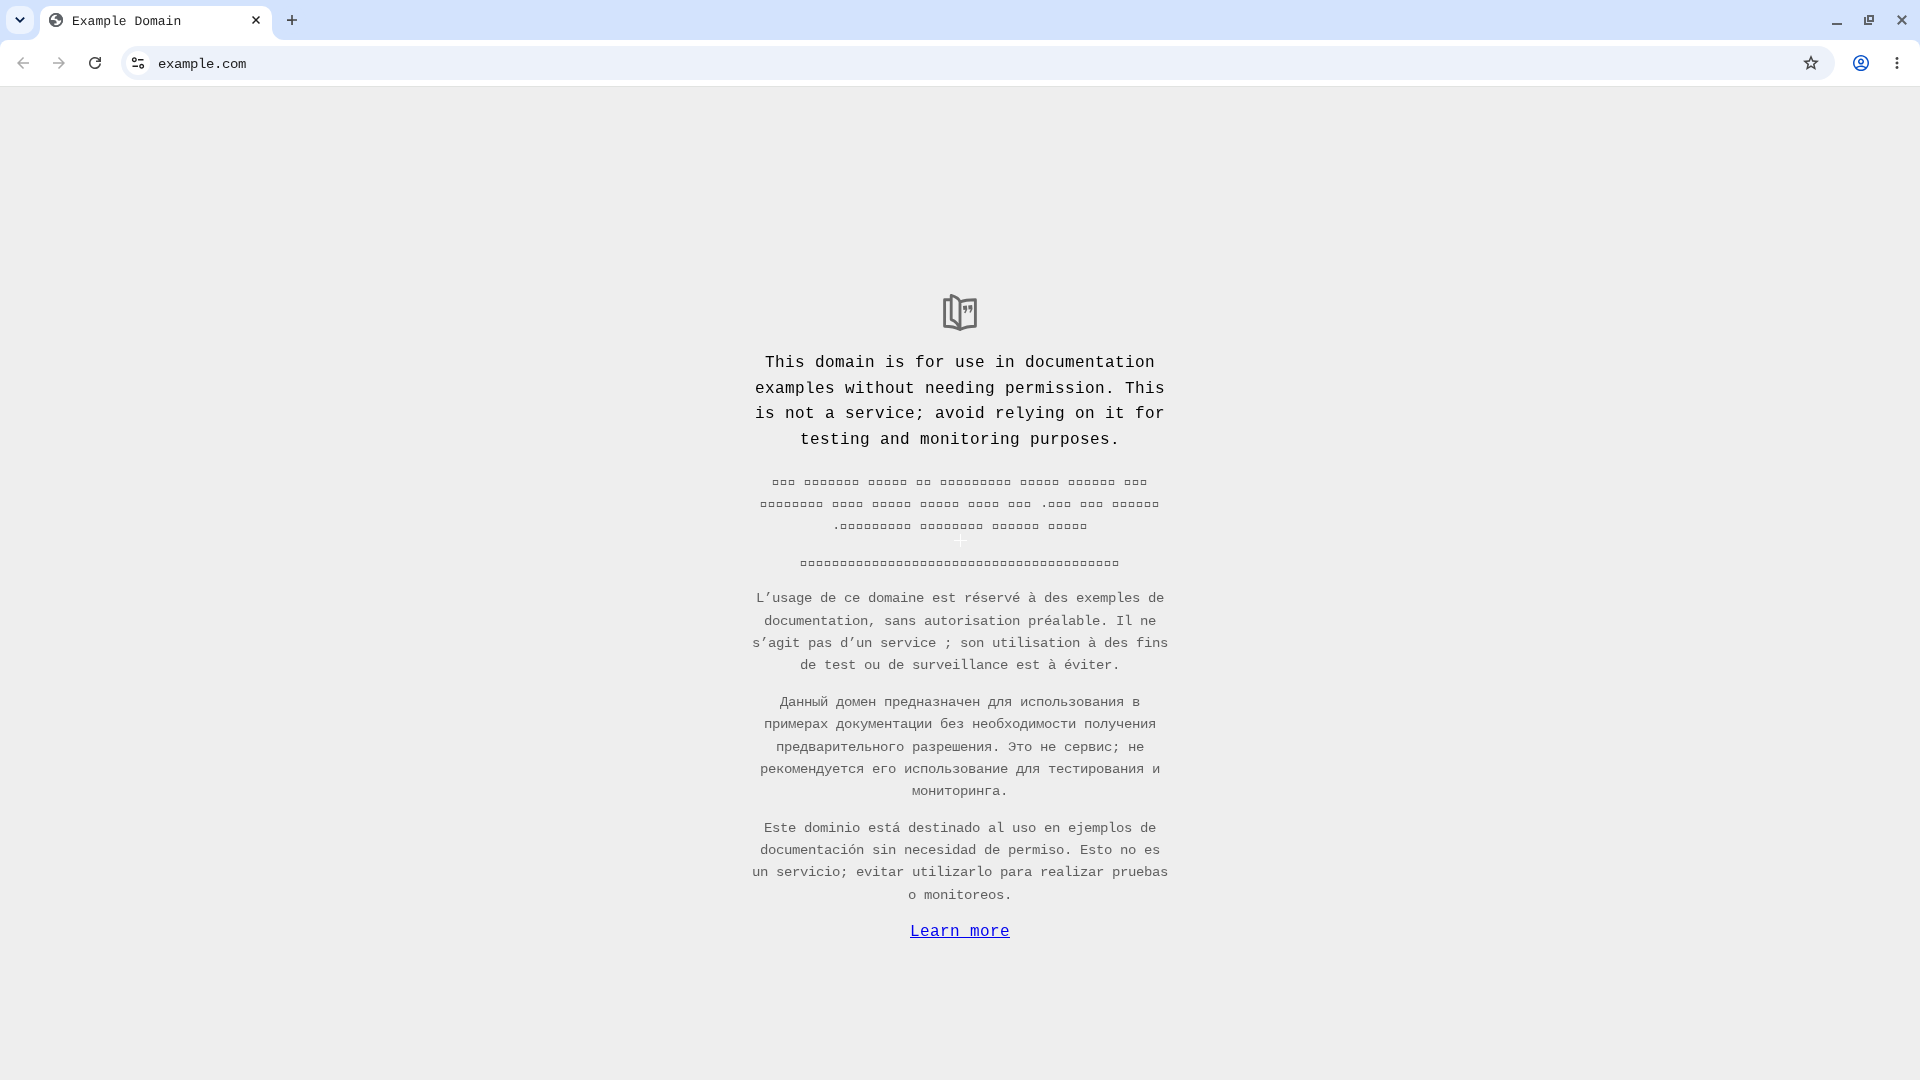 Example Domain
example.com
This domain is for use in documentation
examples without needing permission. This
is not a service; avoid relying on it for
testing and monitoring purposes.
L’usage de ce domaine est réservé à des exemples de
documentation, sans autorisation préalable. Il ne
s’agit pas d’un service ; son utilisation à des fins
de test ou de surveillance est à éviter.
Данный домен предназначен для использования в
примерах документации без необходимости получения
предварительного разрешения. Это не сервис; не
рекомендуется его использование для тестирования и
мониторинга.
Este dominio está destinado al uso en ejemplos de
documentación sin necesidad de permiso. Esto no es
un servicio; evitar utilizarlo para realizar pruebas
o monitoreos.
Learn more